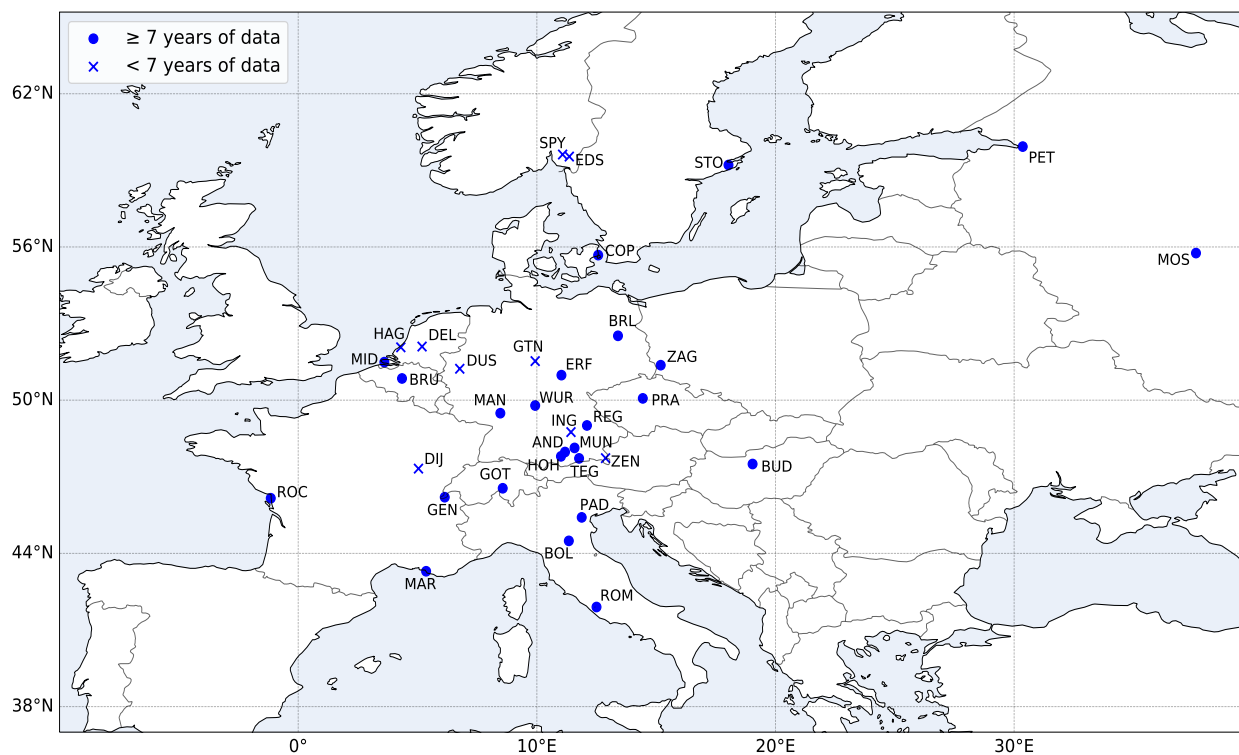 ≥ 7 years of data
< 7 years of data
62°N
SPY
EDS
STO
PET
56°N
COP
MOS
BRL
HAG
DEL
MID
DUS
GTN
ZAG
ERF
BRU
50°N
MAN
WUR
PRA
ING
REG
AND
MUN
DIJ
HOH
TEG
ZEN
BUD
GOT
ROC
GEN
PAD
44°N
BOL
MAR
ROM
38°N
0°
10°E
20°E
30°E